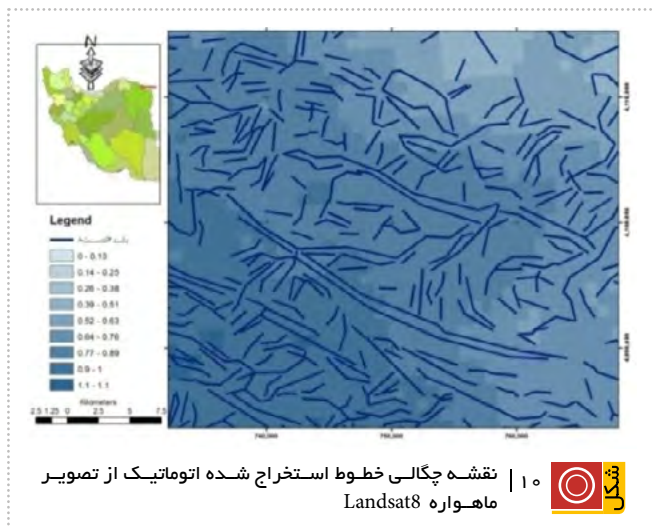 N
Legend
0 - 0.13
0.14 - 0.25
0.26 - 0.38
0.39 - 0.51
0.52 - 0.63
0.64 - 0.76
0.77 - 0.89
0.9 - 1
1.1 - 1.1
Kilometers
2.5 1.25 0 2.5 5 7.5
740,000 750,000 760,000
شکل
۱۰ | نقشه چگالی خطوط استخراج شده اتوماتیک از تصویر
ماهواره Landsat8